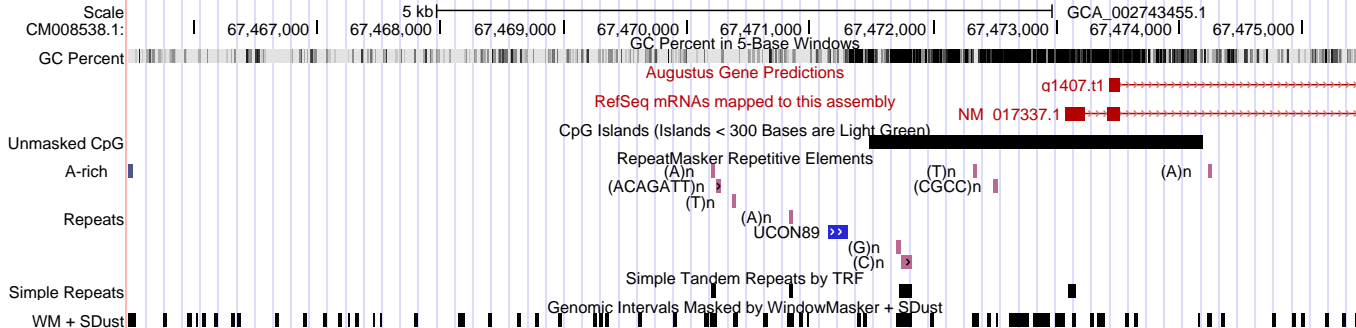 Scale 5 kb GCA_002743455.1
CM008538.1: 67,467,000 67,468,000 67,469,000 67,470,000 67,471,000 67,472,000 67,473,000 67,474,000 67,475,000
GC Percent in 5-Base Windows
GC Percent
Augustus Gene Predictions
g1407.t1
RefSeq mRNAs mapped to this assembly
NM_017337.1
CpG Islands (Islands < 300 Bases are Light Green)
Unmasked CpG
RepeatMasker Repetitive Elements
A-rich (A)n (T)n (A)n
(ACAGATT)n (CGCC)n
(T)n
Repeats (A)n
UCON89
(G)n
(C)n
Simple Tandem Repeats by TRF
Simple Repeats
Genomic Intervals Masked by WindowMasker + SDust
WM + SDust